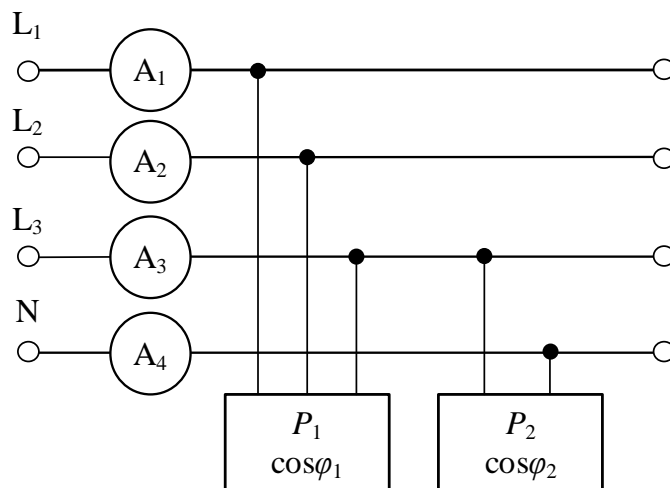 L₁
A₁
L₂
A₂
L₃
A₃
N
A₄
P₁
cosφ₁
P₂
cosφ₂